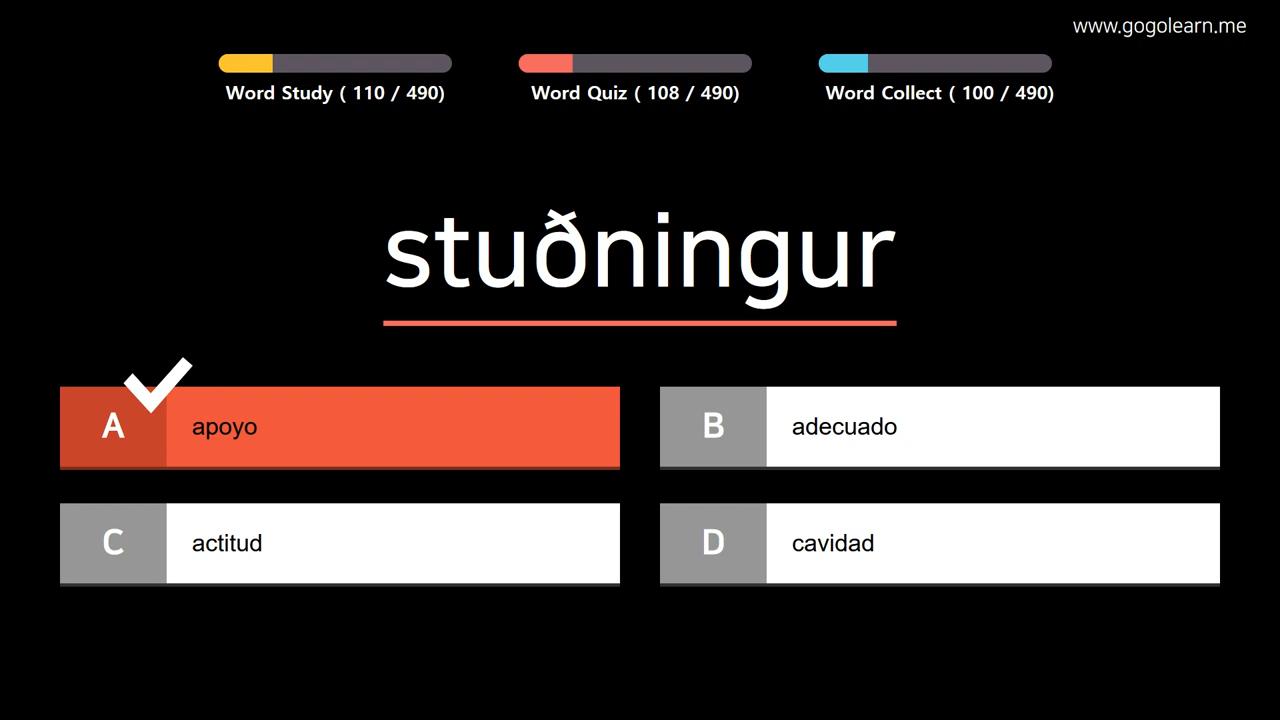 www.gogolearn.me
Word Study ( 110 / 490)
Word Quiz ( 108 / 490)
Word Collect ( 100 / 490)
stuðningur
A apoyo
B adecuado
C actitud
D cavidad